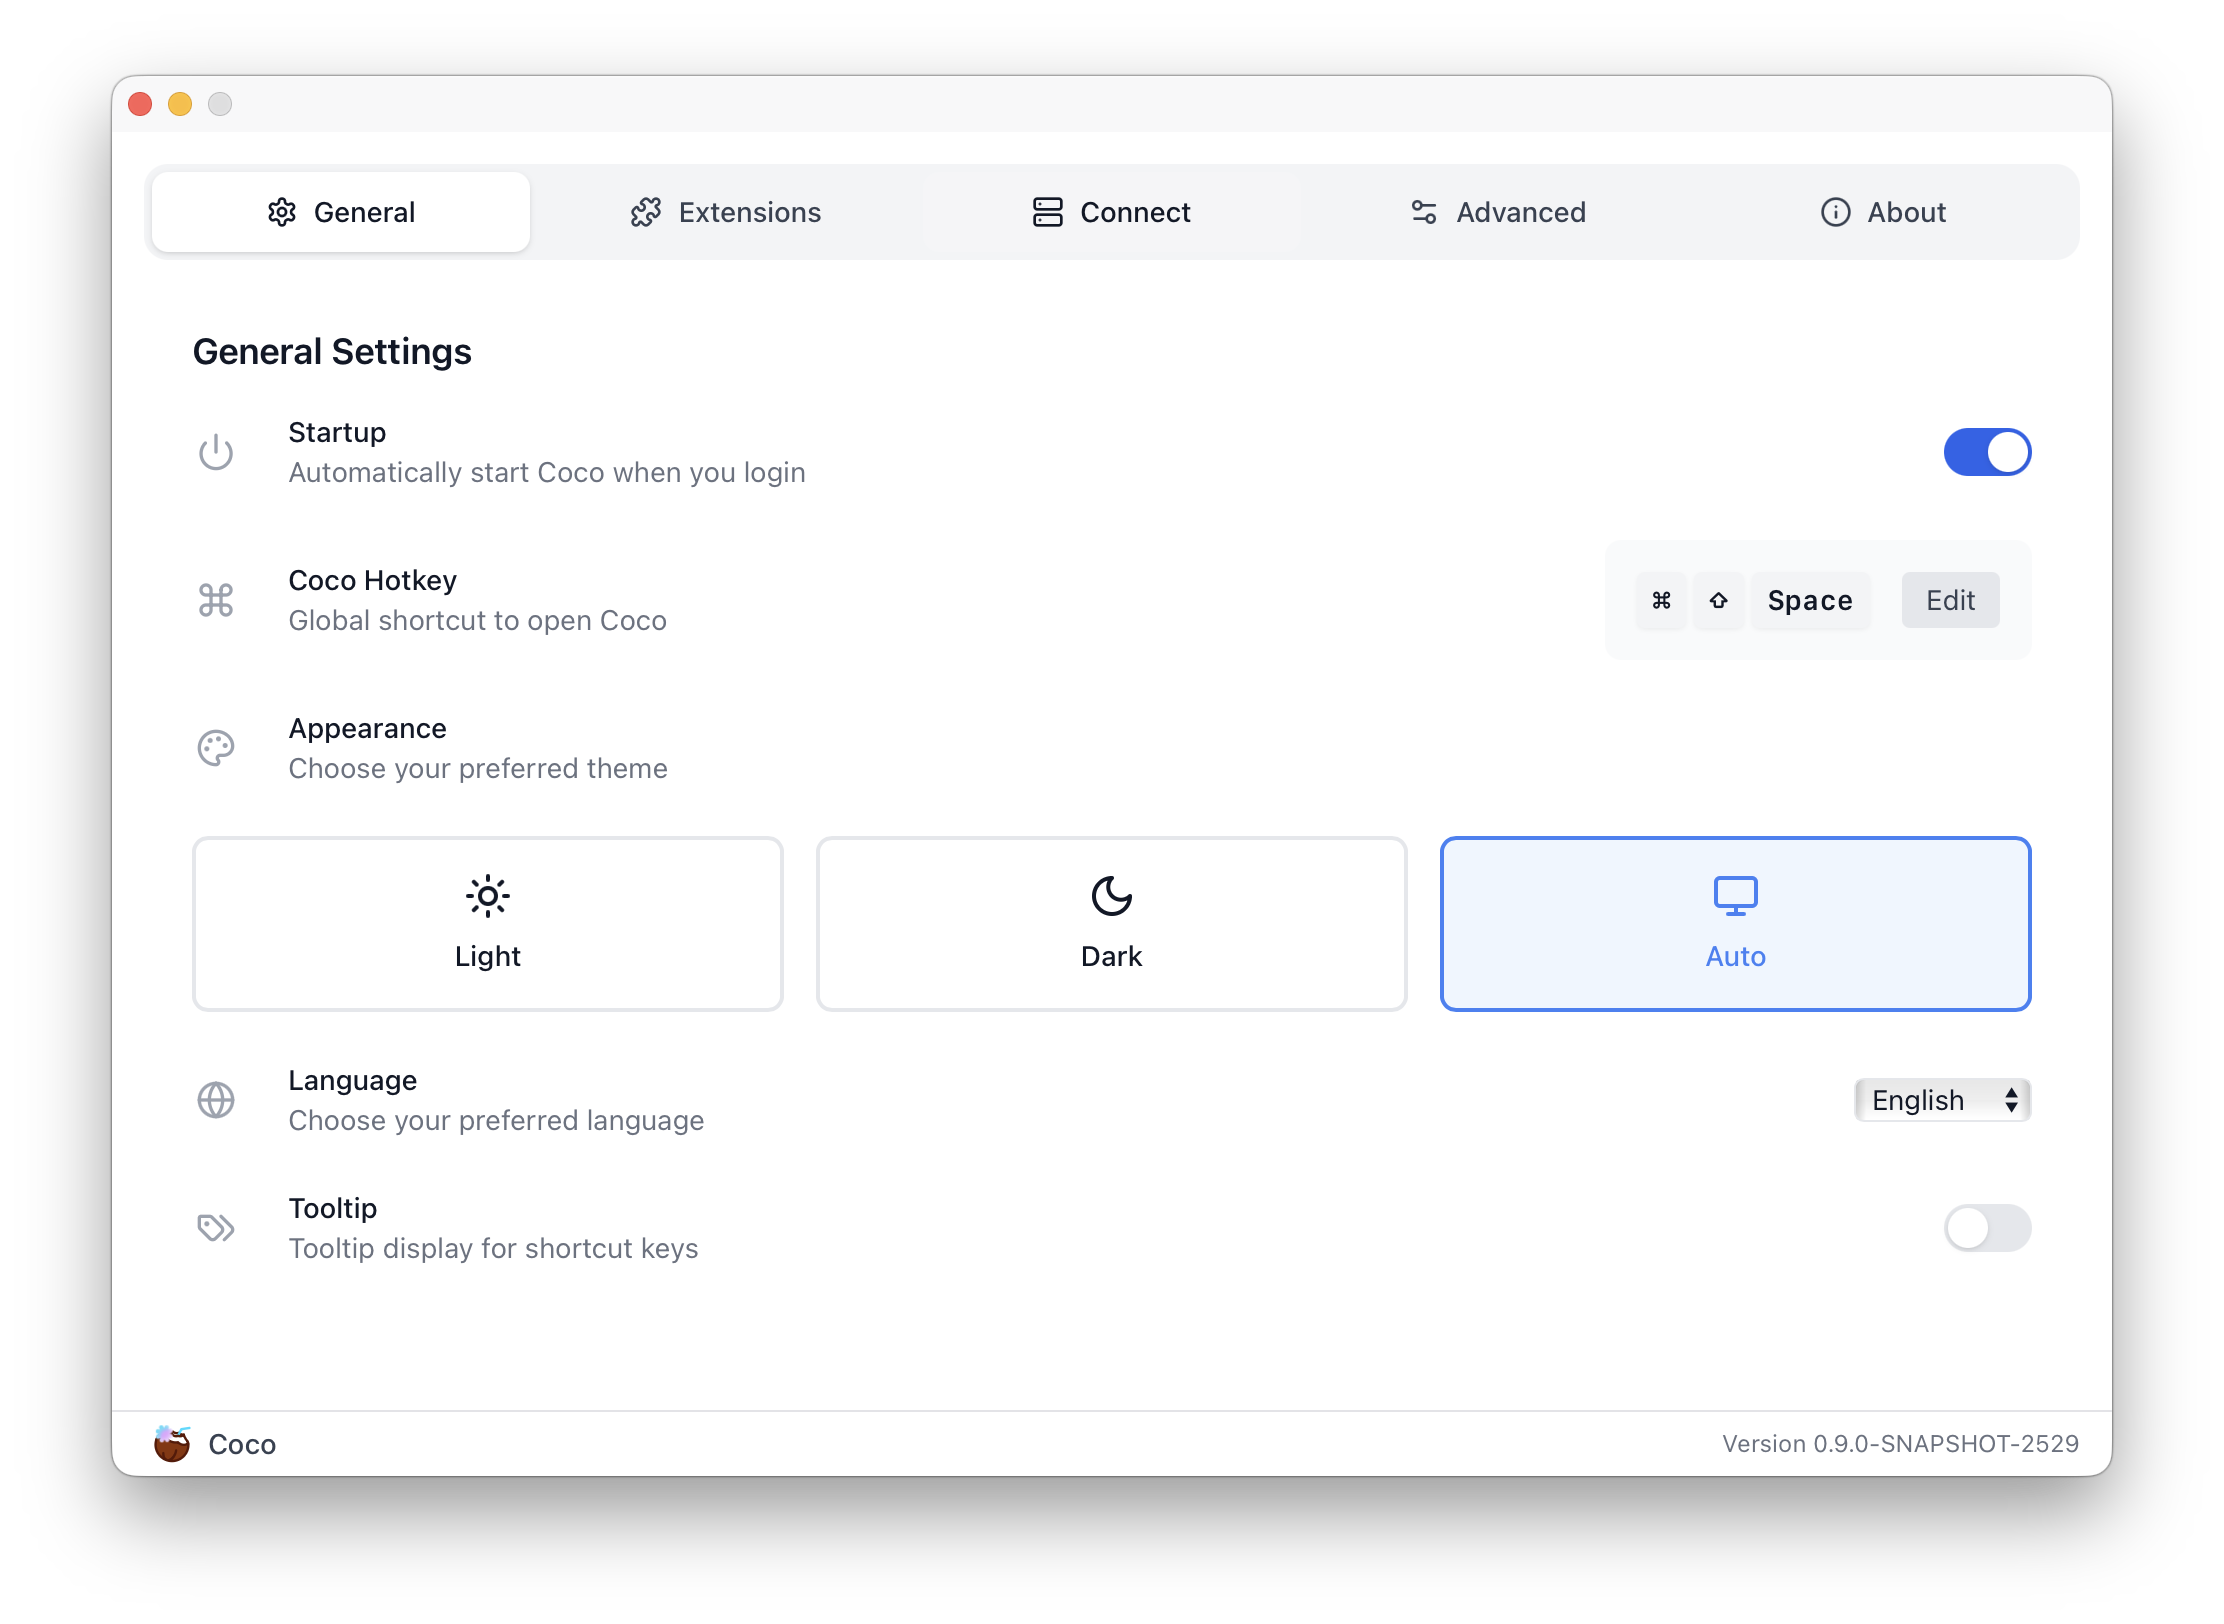 General
Extensions
Connect
Advanced
About
General Settings
Startup
Automatically start Coco when you login
Coco Hotkey
Global shortcut to open Coco
⌘ ⇧ Space
Edit
Appearance
Choose your preferred theme
Light
Dark
Auto
Language
Choose your preferred language
English
Tooltip
Tooltip display for shortcut keys
Coco
Version 0.9.0-SNAPSHOT-2529